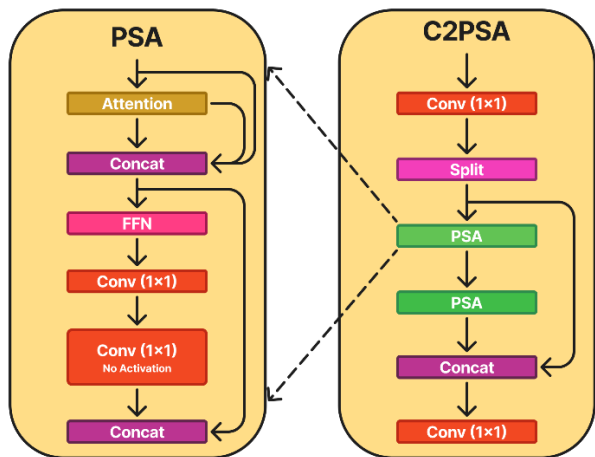 PSA
Attention
Concat
FFN
Conv (1×1)
Conv (1×1)
No Activation
Concat
C2PSA
Conv (1×1)
Split
PSA
PSA
Concat
Conv (1×1)